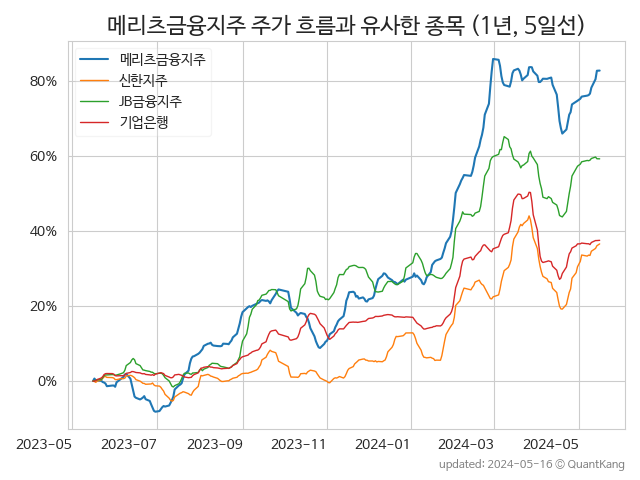 메리츠금융지주 주가 흐름과 유사한 종목 (1년, 5일선)
메리츠금융지주
신한지주
JB금융지주
기업은행
80%
60%
40%
20%
0%
2023-05 2023-07 2023-09 2023-11 2024-01 2024-03 2024-05
updated: 2024-05-16 © QuantKang